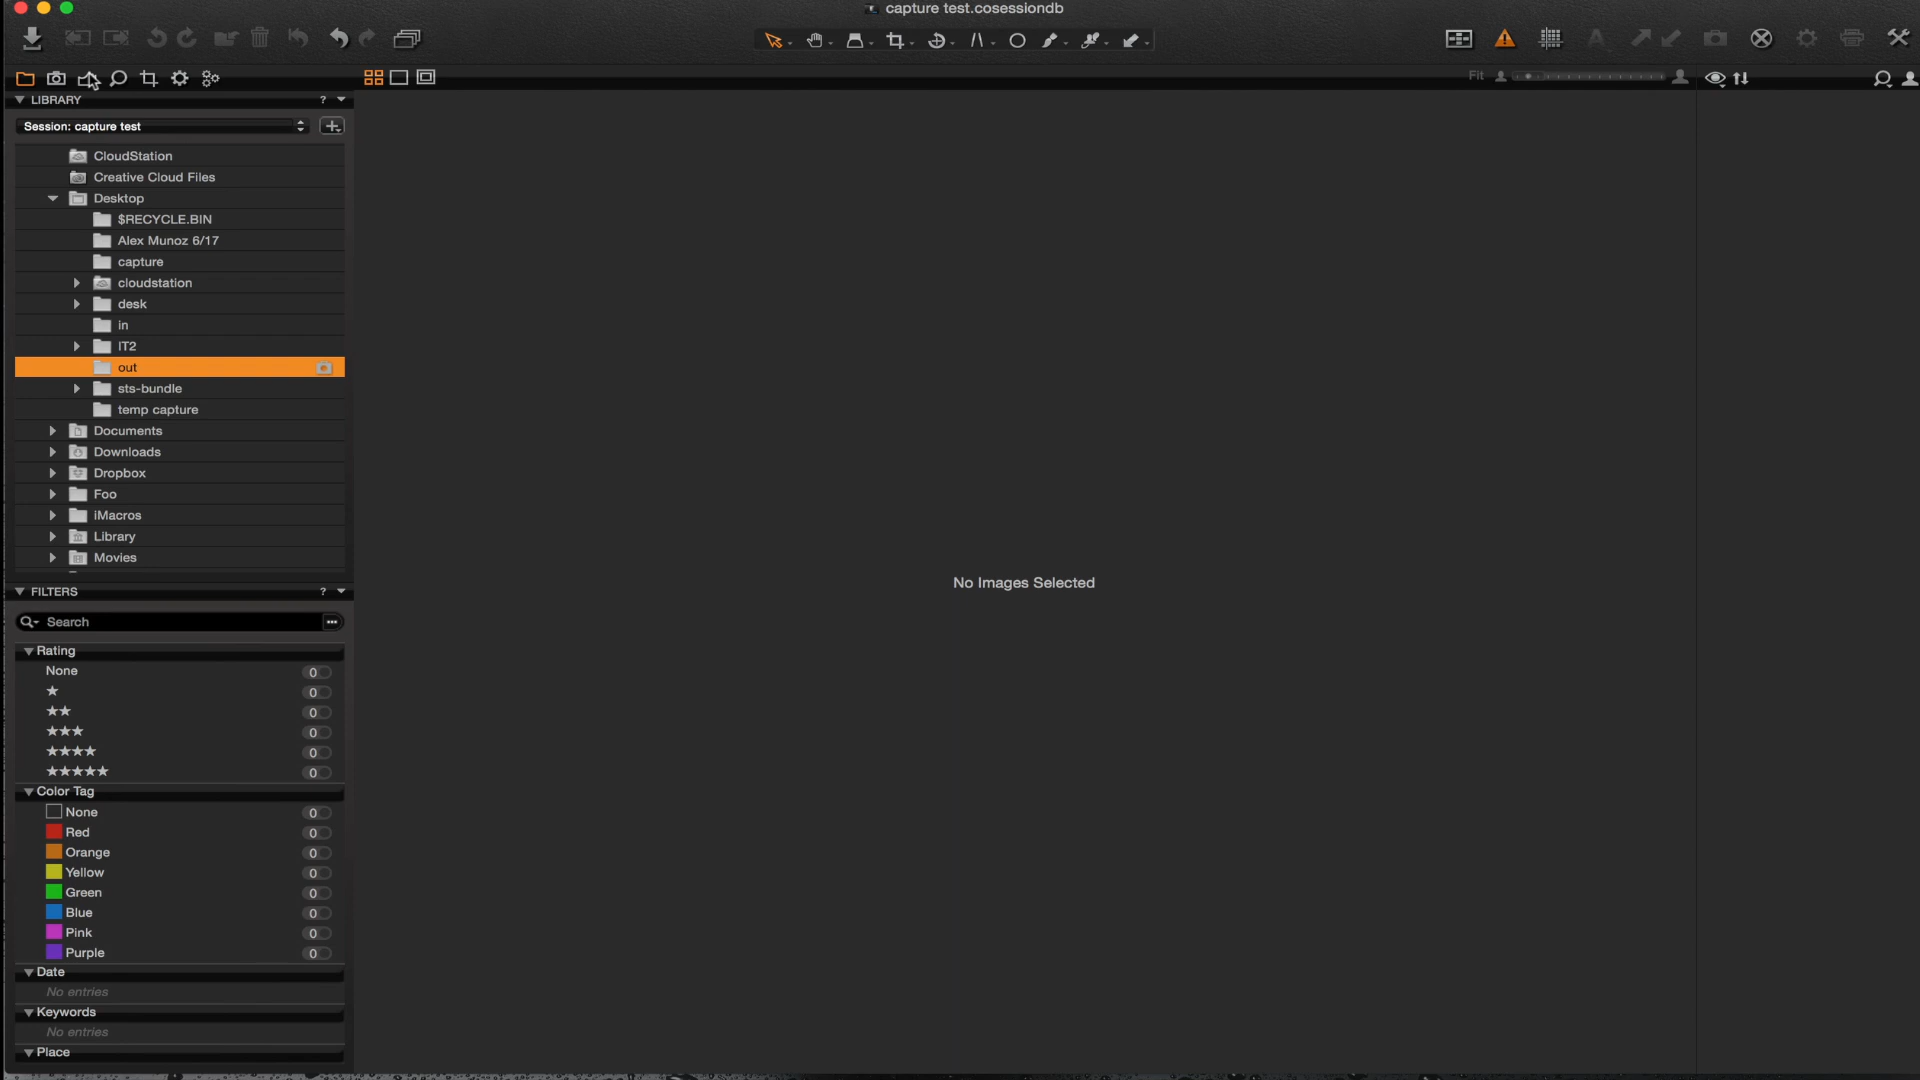 capture test.cosessiondb
Fit
LIBRARY ?
Session: capture test
CloudStation
Creative Cloud Files
Desktop
$RECYCLE.BIN
Alex Munoz 6/17
capture
cloudstation
desk
in
IT2
out
sts-bundle
temp capture
Documents
Downloads
Dropbox
Foo
iMacros
Library
Movies
No Images Selected
FILTERS ?
Search
Rating
None 0
★ 0
★★ 0
★★★ 0
★★★★ 0
★★★★★ 0
Color Tag
None 0
Red 0
Orange 0
Yellow 0
Green 0
Blue 0
Pink 0
Purple 0
Date
No entries
Keywords
No entries
Place